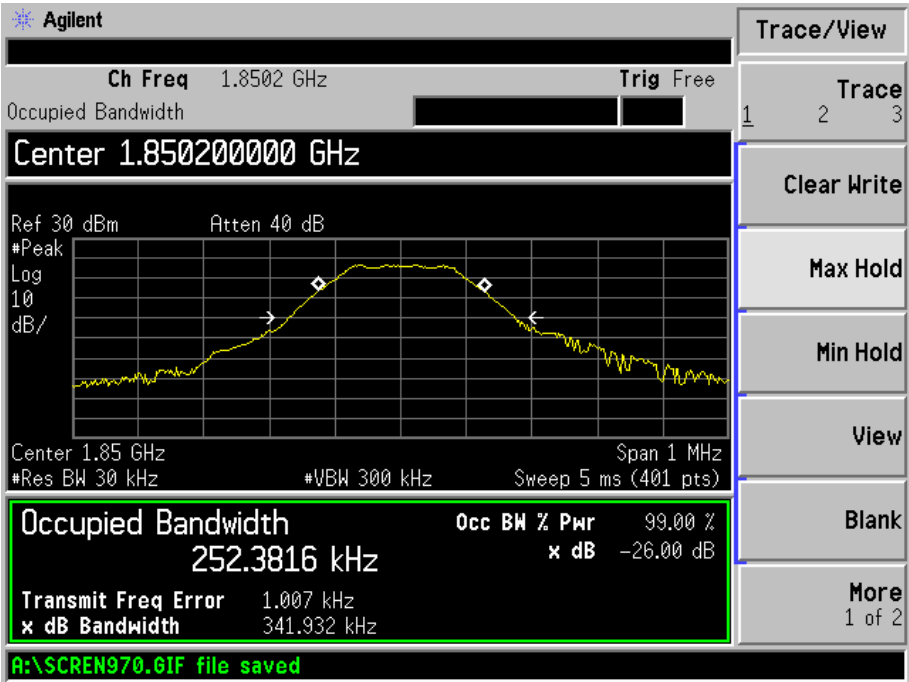 Agilent
Trace/View
Ch Freq 1.8502 GHz Trig Free
Occupied Bandwidth
Center 1.850200000 GHz
Ref 30 dBm Atten 40 dB
#Peak
Log
10
dB/
Center 1.85 GHz Span 1 MHz
#Res BW 30 kHz #VBW 300 kHz Sweep 5 ms (401 pts)
Occupied Bandwidth
252.3816 kHz
Occ BW % Pwr 99.00 %
x dB -26.00 dB
Transmit Freq Error 1.007 kHz
x dB Bandwidth 341.932 kHz
A:\SCREN970.GIF file saved
Trace
1 2 3
Clear Write
Max Hold
Min Hold
View
Blank
More
1 of 2